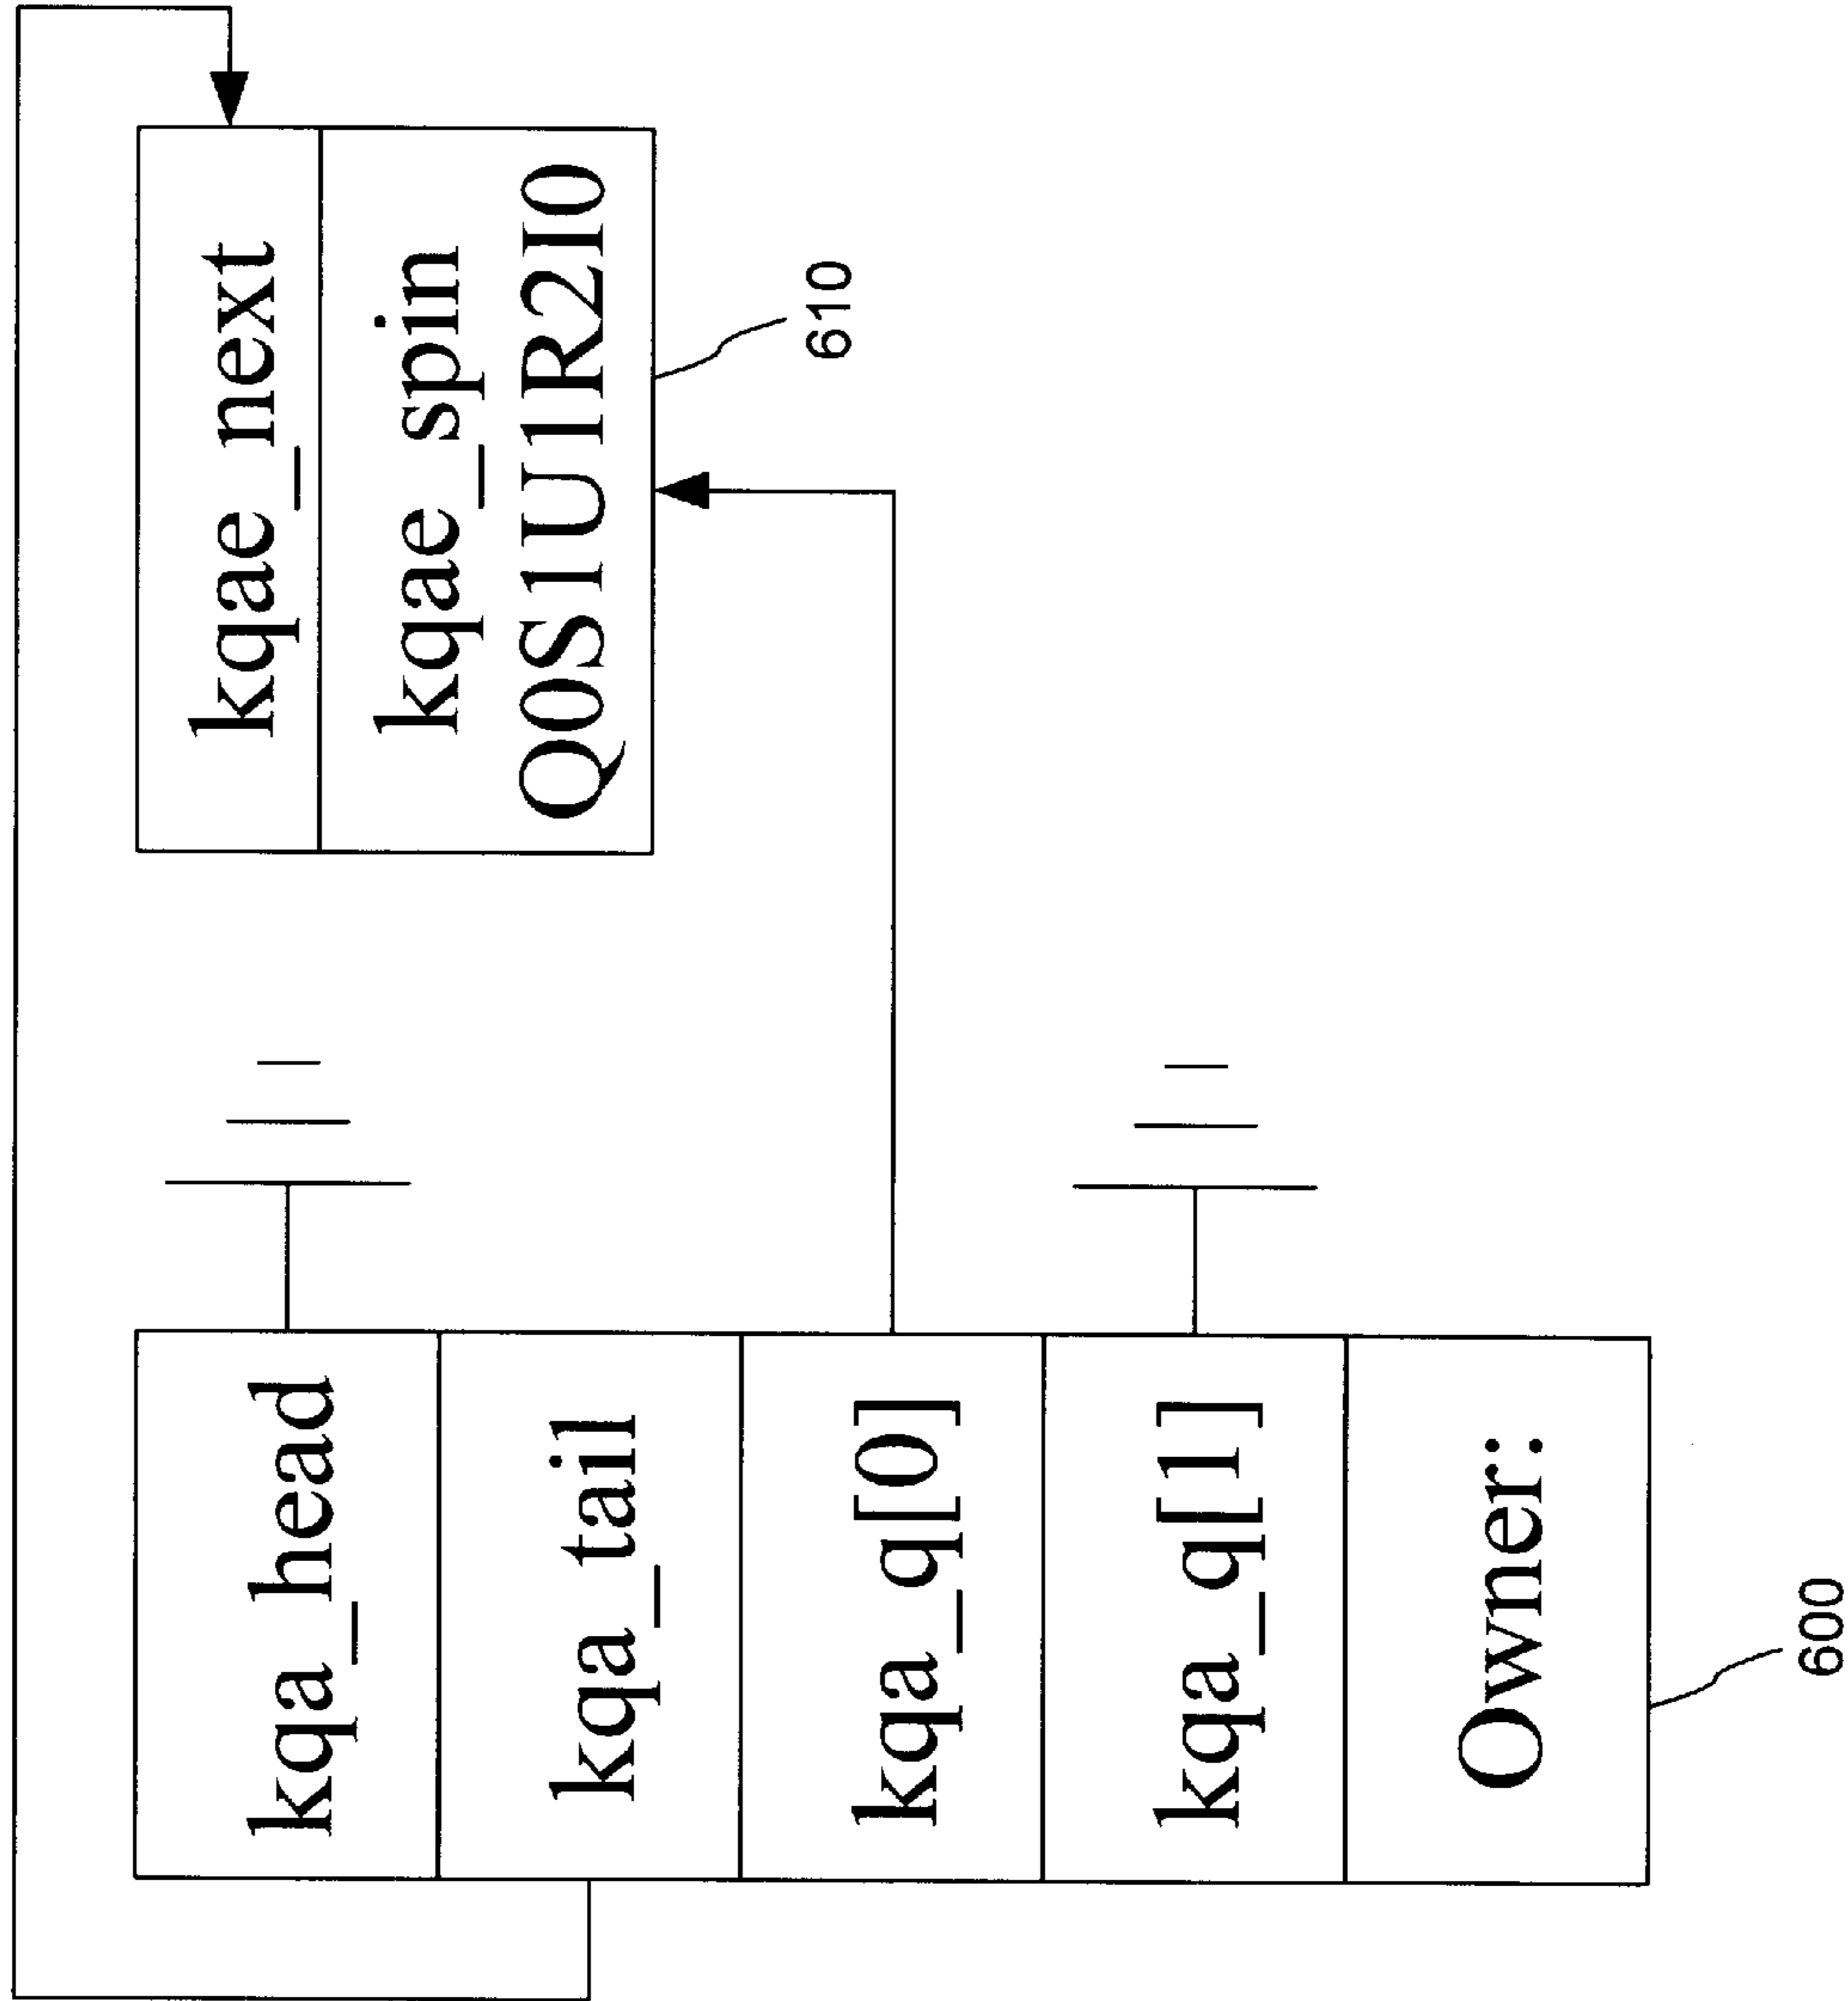 kqa_head
kqa_tail
kqa_q[0]
kqa_q[1]
Owner:
600
kqae_next
kqae_spin
Q0S1U1R2I0
610